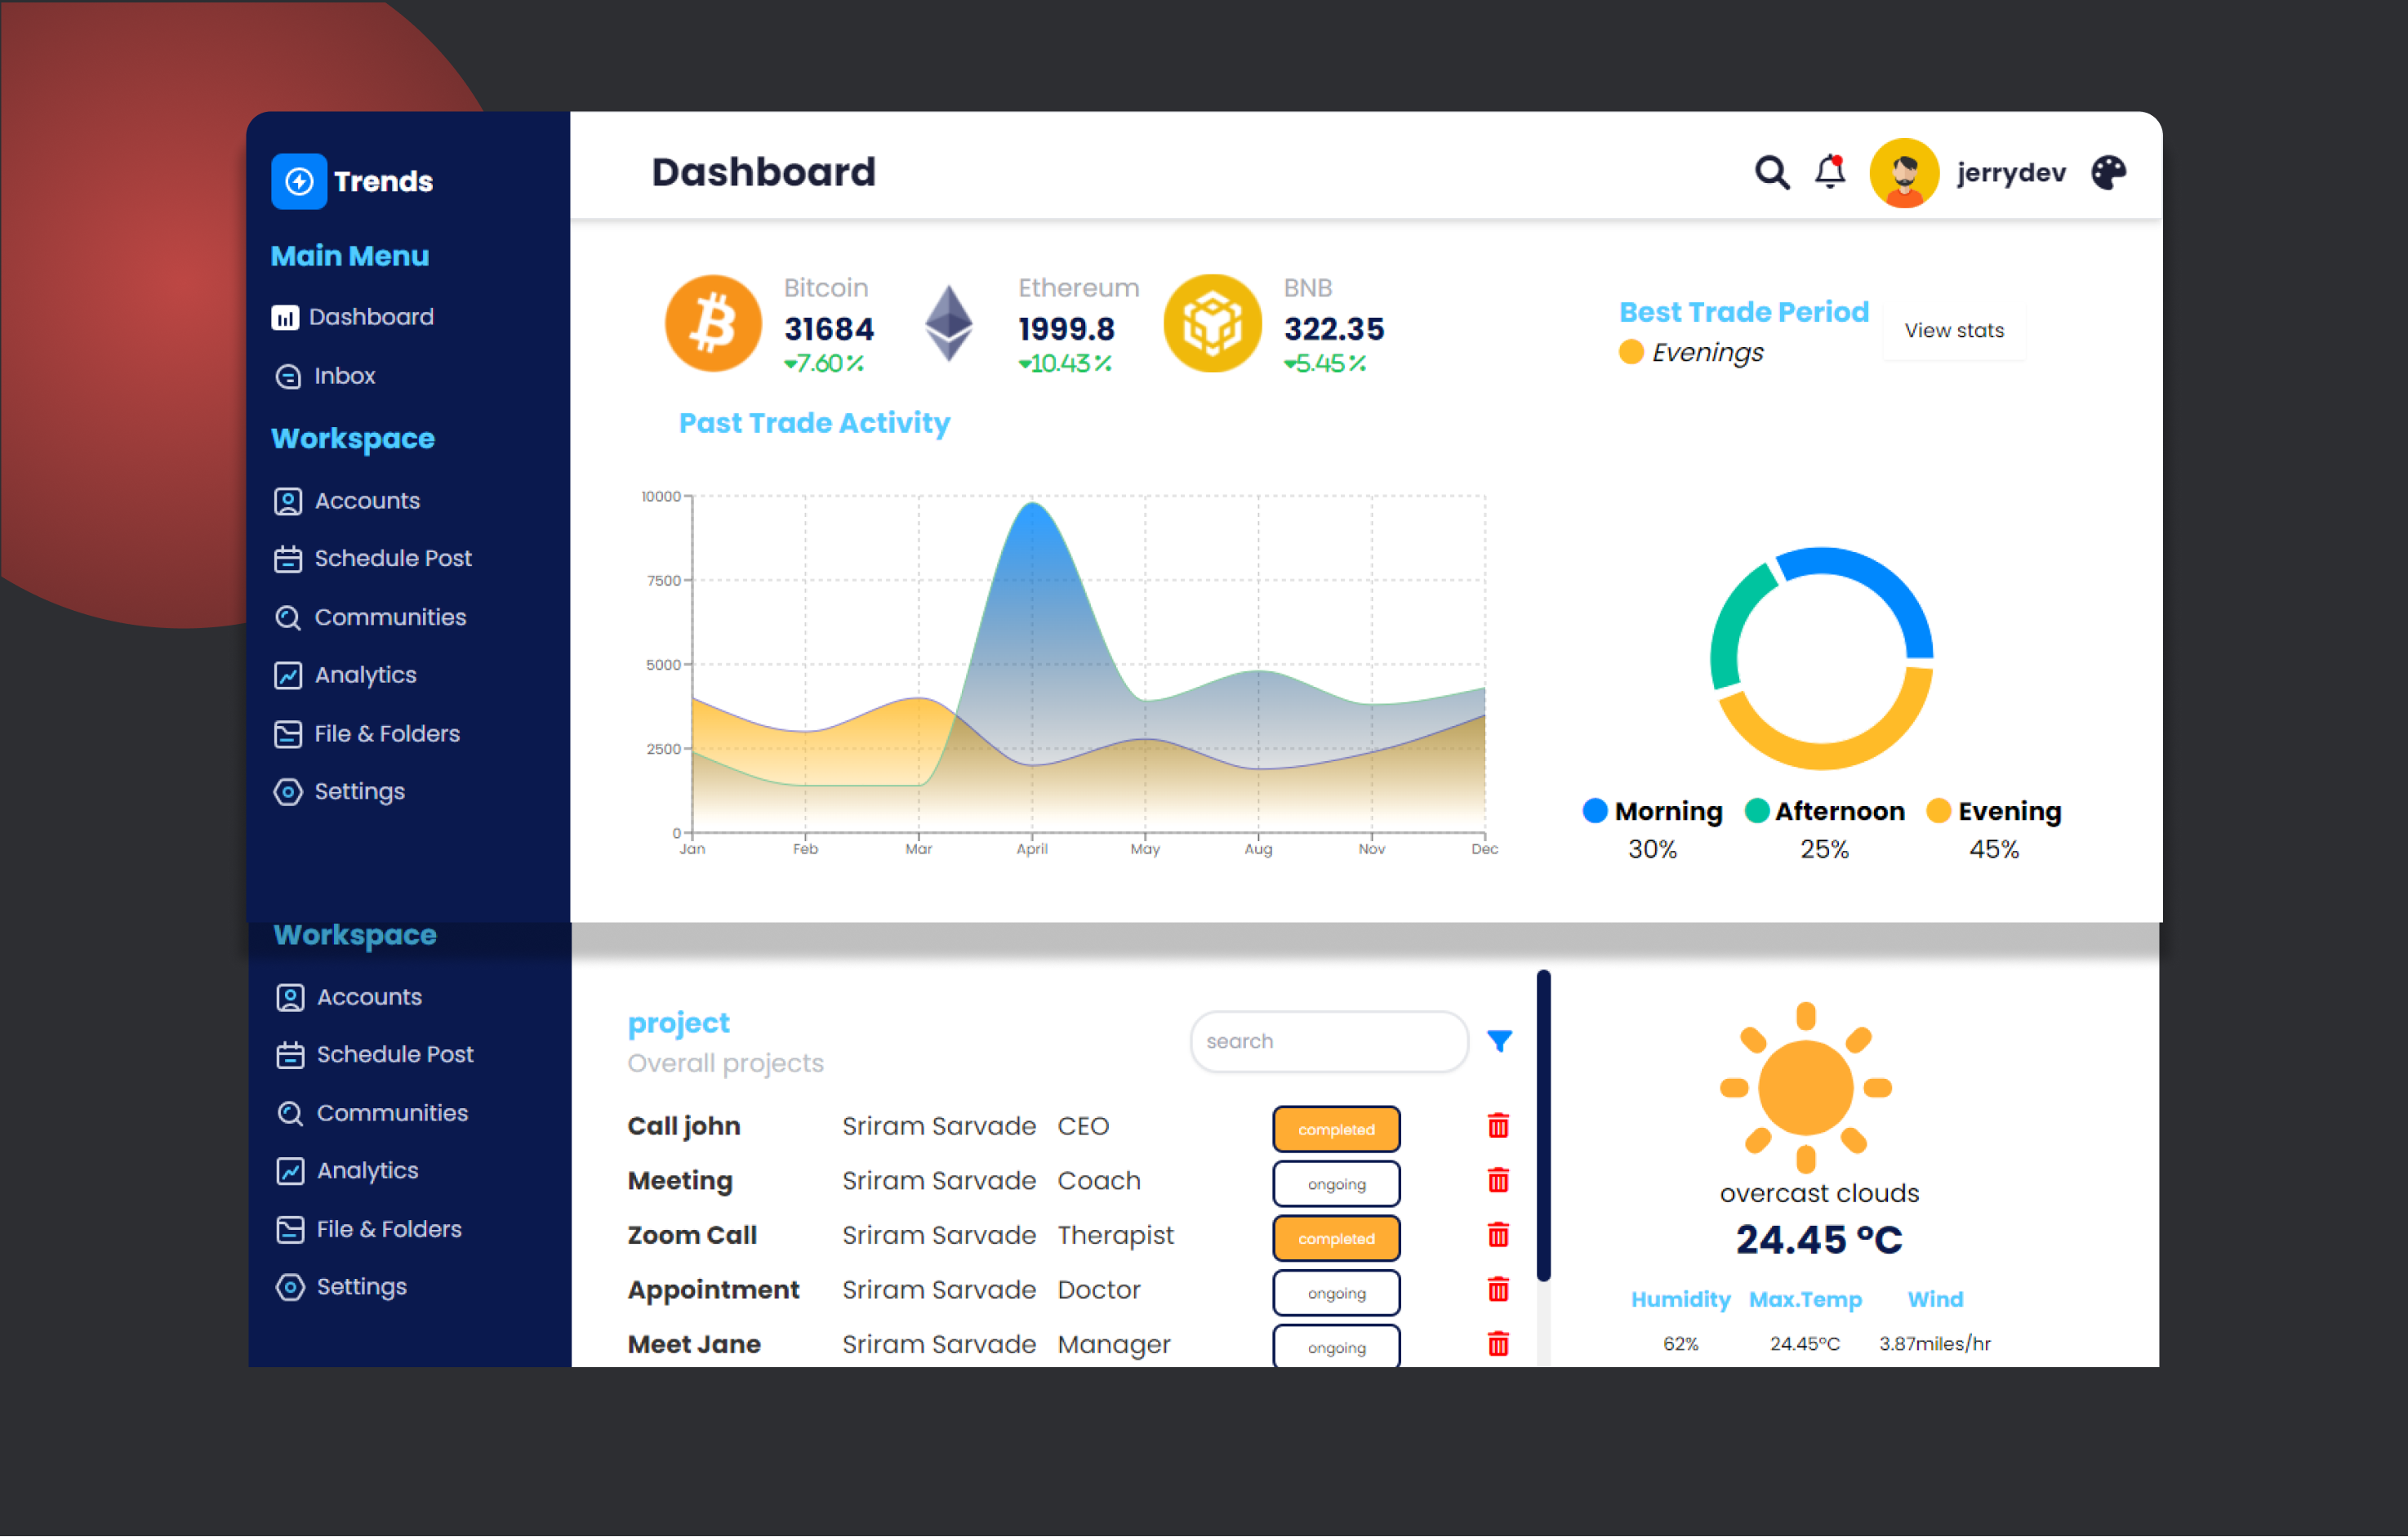 Trends
Main Menu
Dashboard
Inbox
Workspace
Accounts
Schedule Post
Communities
Analytics
File & Folders
Settings
Dashboard
jerrydev
Bitcoin
31684
7.60%
Ethereum
1999.8
10.43%
BNB
322.35
5.45%
Best Trade Period
Evenings
View stats
Past Trade Activity
10000
7500
5000
2500
0
Jan Feb Mar April May Aug Nov Dec
Morning Afternoon Evening
30% 25% 45%
Workspace
Accounts
Schedule Post
Communities
Analytics
File & Folders
Settings
project
Overall projects
search
Call john Sriram Sarvade CEO completed
Meeting Sriram Sarvade Coach ongoing
Zoom Call Sriram Sarvade Therapist completed
Appointment Sriram Sarvade Doctor ongoing
Meet Jane Sriram Sarvade Manager ongoing
overcast clouds
24.45 °C
Humidity Max.Temp Wind
62% 24.45°C 3.87miles/hr